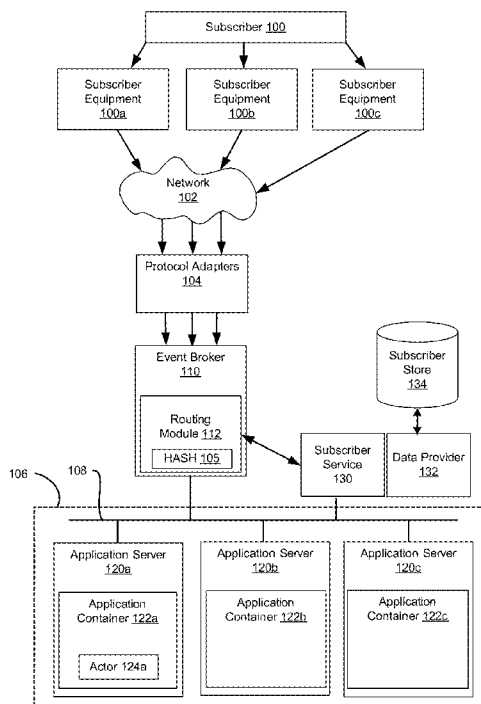 Subscriber 100
Subscriber
Equipment
100a
Subscriber
Equipment
100b
Subscriber
Equipment
100c
Network
102
Protocol Adapters
104
Event Broker
110
Routing
Module 112
HASH 105
Subscriber
Store
134
Subscriber
Service
130
Data Provider
132
106
108
Application Server
120a
Application
Container 122a
Actor 124a
Application Server
120b
Application
Container 122b
Application Server
120c
Application
Container 122c